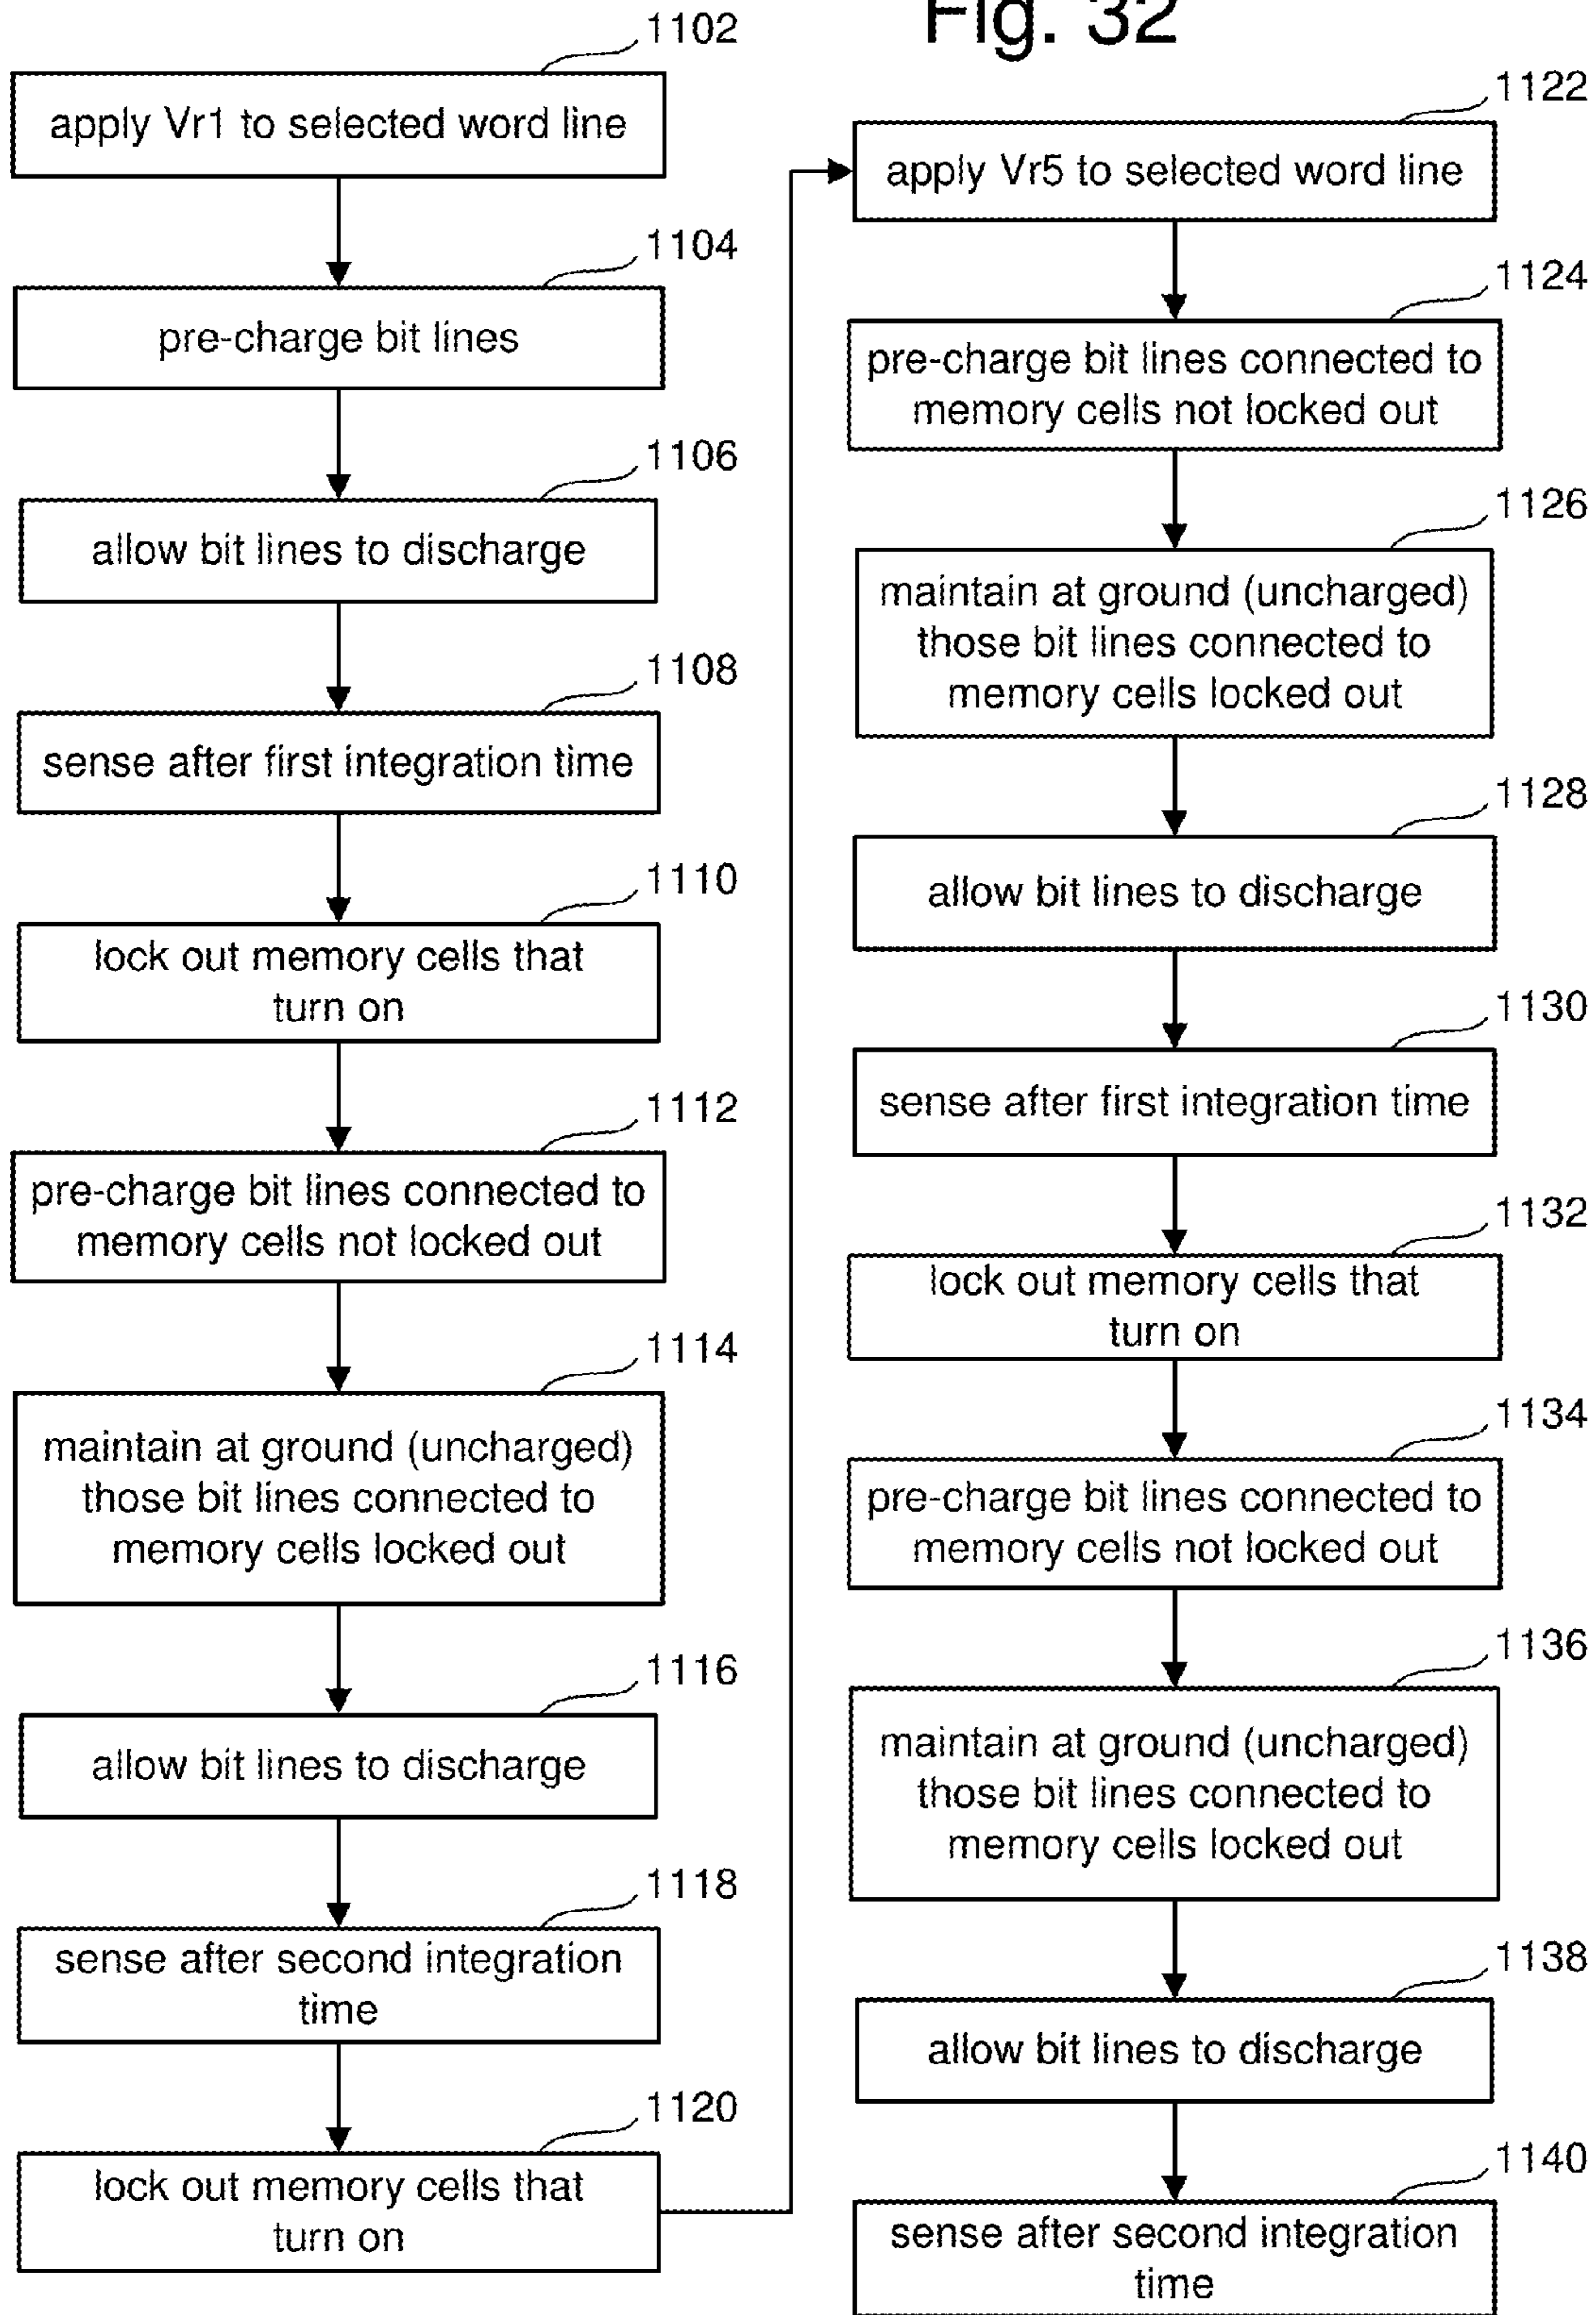 Fig. 32
1102
apply Vr1 to selected word line
1104
pre-charge bit lines
1106
allow bit lines to discharge
1108
sense after first integration time
1110
lock out memory cells that
turn on
1112
pre-charge bit lines connected to
memory cells not locked out
1114
maintain at ground (uncharged)
those bit lines connected to
memory cells locked out
1116
allow bit lines to discharge
1118
sense after second integration
time
1120
lock out memory cells that
turn on
1122
apply Vr5 to selected word line
1124
pre-charge bit lines connected to
memory cells not locked out
1126
maintain at ground (uncharged)
those bit lines connected to
memory cells locked out
1128
allow bit lines to discharge
1130
sense after first integration time
1132
lock out memory cells that
turn on
1134
pre-charge bit lines connected to
memory cells not locked out
1136
maintain at ground (uncharged)
those bit lines connected to
memory cells locked out
1138
allow bit lines to discharge
1140
sense after second integration
time